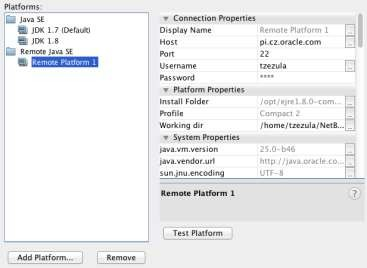 Platforms:
Java SE
JDK 1.7 (Default)
JDK 1.8
Remote Java SE
Remote Platform 1
Add Platform...
Remove
Connection Properties
Display Name Remote Platform 1
Host pi.cz.oracle.com
Port 22
Username tzezula
Password ****
Platform Properties
Install Folder /opt/ejre1.8.0-com...
Profile Compact 2
Working dir /home/tzezula/NetB...
System Properties
java.vm.version 25.0-b46
java.vendor.url http://java.oracle.co...
sun.jnu.encoding UTF-8
Remote Platform 1
?
Test Platform